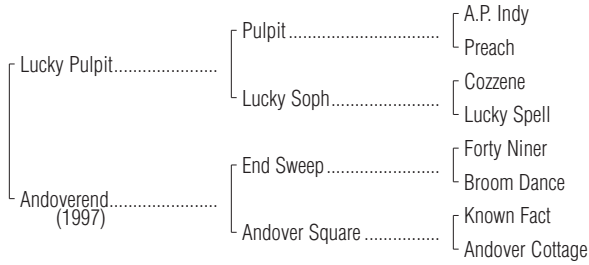 A.P. Indy
Pulpit..........................................
Preach
Lucky Pulpit.......................
Cozzene
Lucky Soph..............................
Lucky Spell
Forty Niner
End Sweep ...............................
Broom Dance
Andoverend.......................
(1997)
Known Fact
Andover Square .....................
Andover Cottage